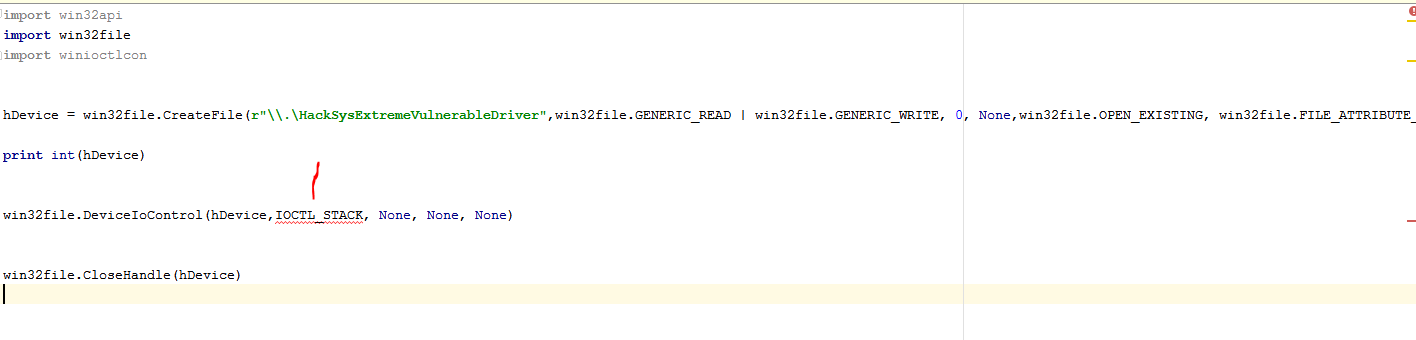 import win32api
import win32file
import winioctlcon
hDevice = win32file.CreateFile(r"\\.\HackSysExtremeVulnerableDriver",win32file.GENERIC_READ | win32file.GENERIC_WRITE, 0, None,win32file.OPEN_EXISTING, win32file.FILE_ATTRIBUTE_
print int(hDevice)
win32file.DeviceIoControl(hDevice,IOCTL_STACK, None, None, None)
win32file.CloseHandle(hDevice)